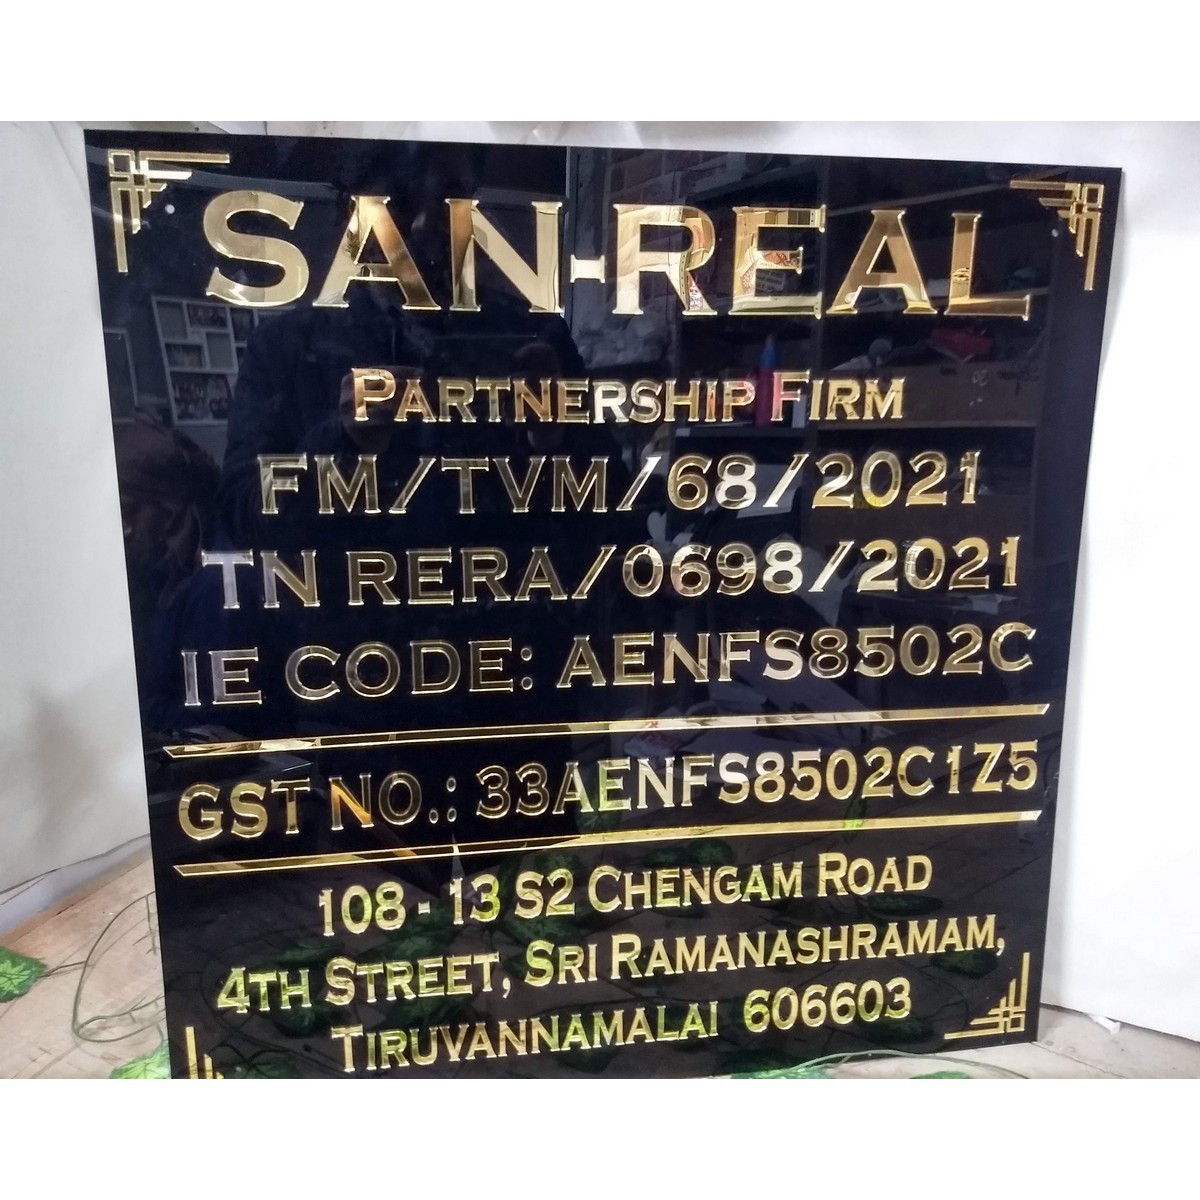 SAN-REAL
PARTNERSHIP FIRM
FM/TVM/68/2021
TN RERA/0698/2021
IE CODE: AENFS8502C
GST NO.: 33AENFS8502C1Z5
108 - 13 S2 CHENGAM ROAD
4TH STREET, SRI RAMANASHRAMAM,
TIRUVANNAMALAI 606603